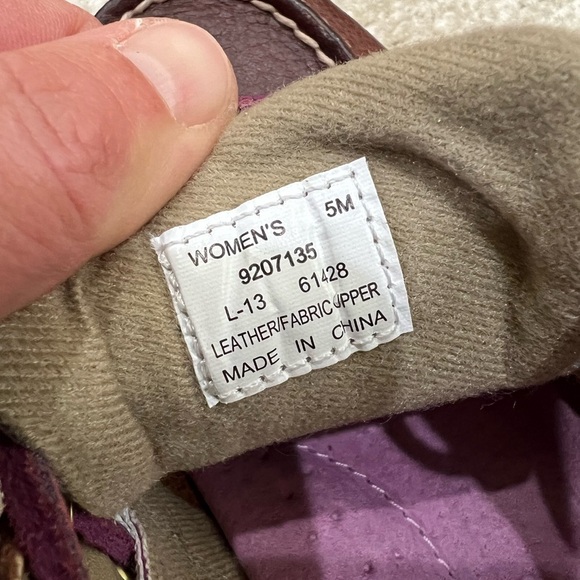 WOMEN'S 5M
9207135
L-13 61428
LEATHER/FABRIC UPPER
MADE IN CHINA